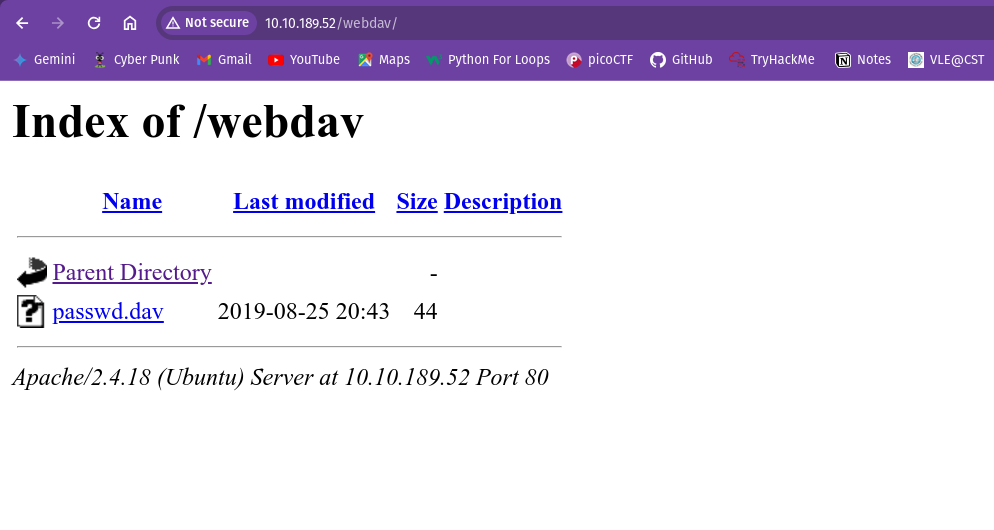 Not secure 10.10.189.52/webdav/
Gemini Cyber Punk Gmail YouTube Maps Python For Loops picoCTF GitHub TryHackMe Notes VLE@CST
Index of /webdav
Name Last modified Size Description
Parent Directory -
passwd.dav 2019-08-25 20:43 44
Apache/2.4.18 (Ubuntu) Server at 10.10.189.52 Port 80